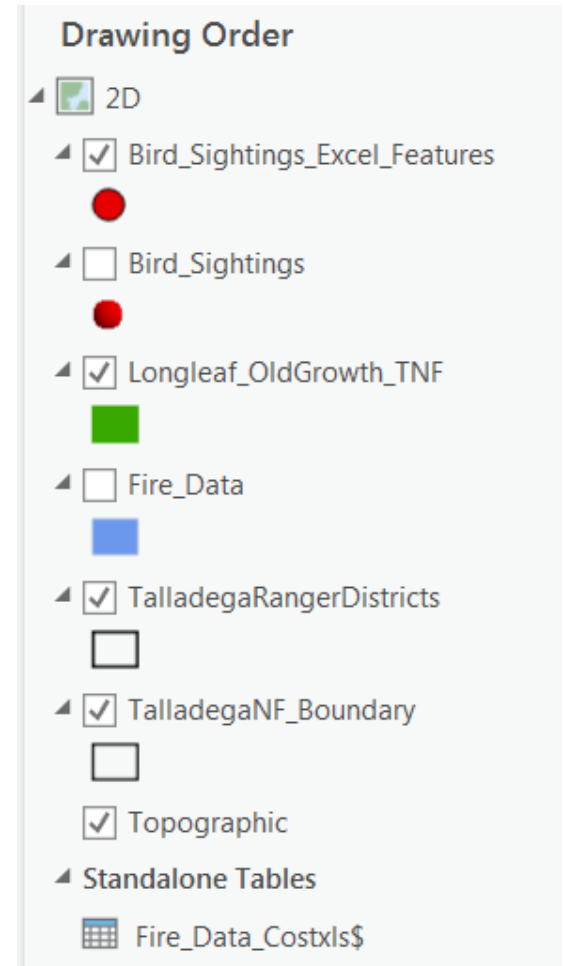 Drawing Order
2D
Bird_Sightings_Excel_Features
Bird_Sightings
Longleaf_OldGrowth_TNF
Fire_Data
TalladegaRangerDistricts
TalladegaNF_Boundary
Topographic
Standalone Tables
Fire_Data_Costxls$